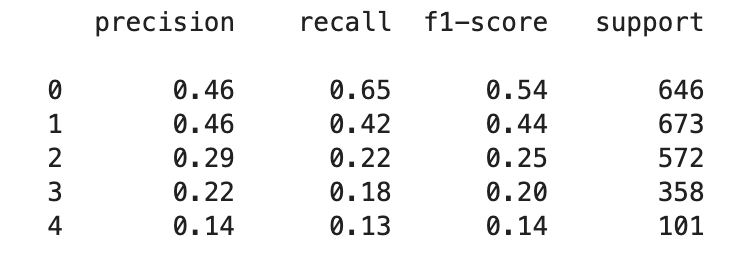 precision recall f1-score support
0 0.46 0.65 0.54 646
1 0.46 0.42 0.44 673
2 0.29 0.22 0.25 572
3 0.22 0.18 0.20 358
4 0.14 0.13 0.14 101